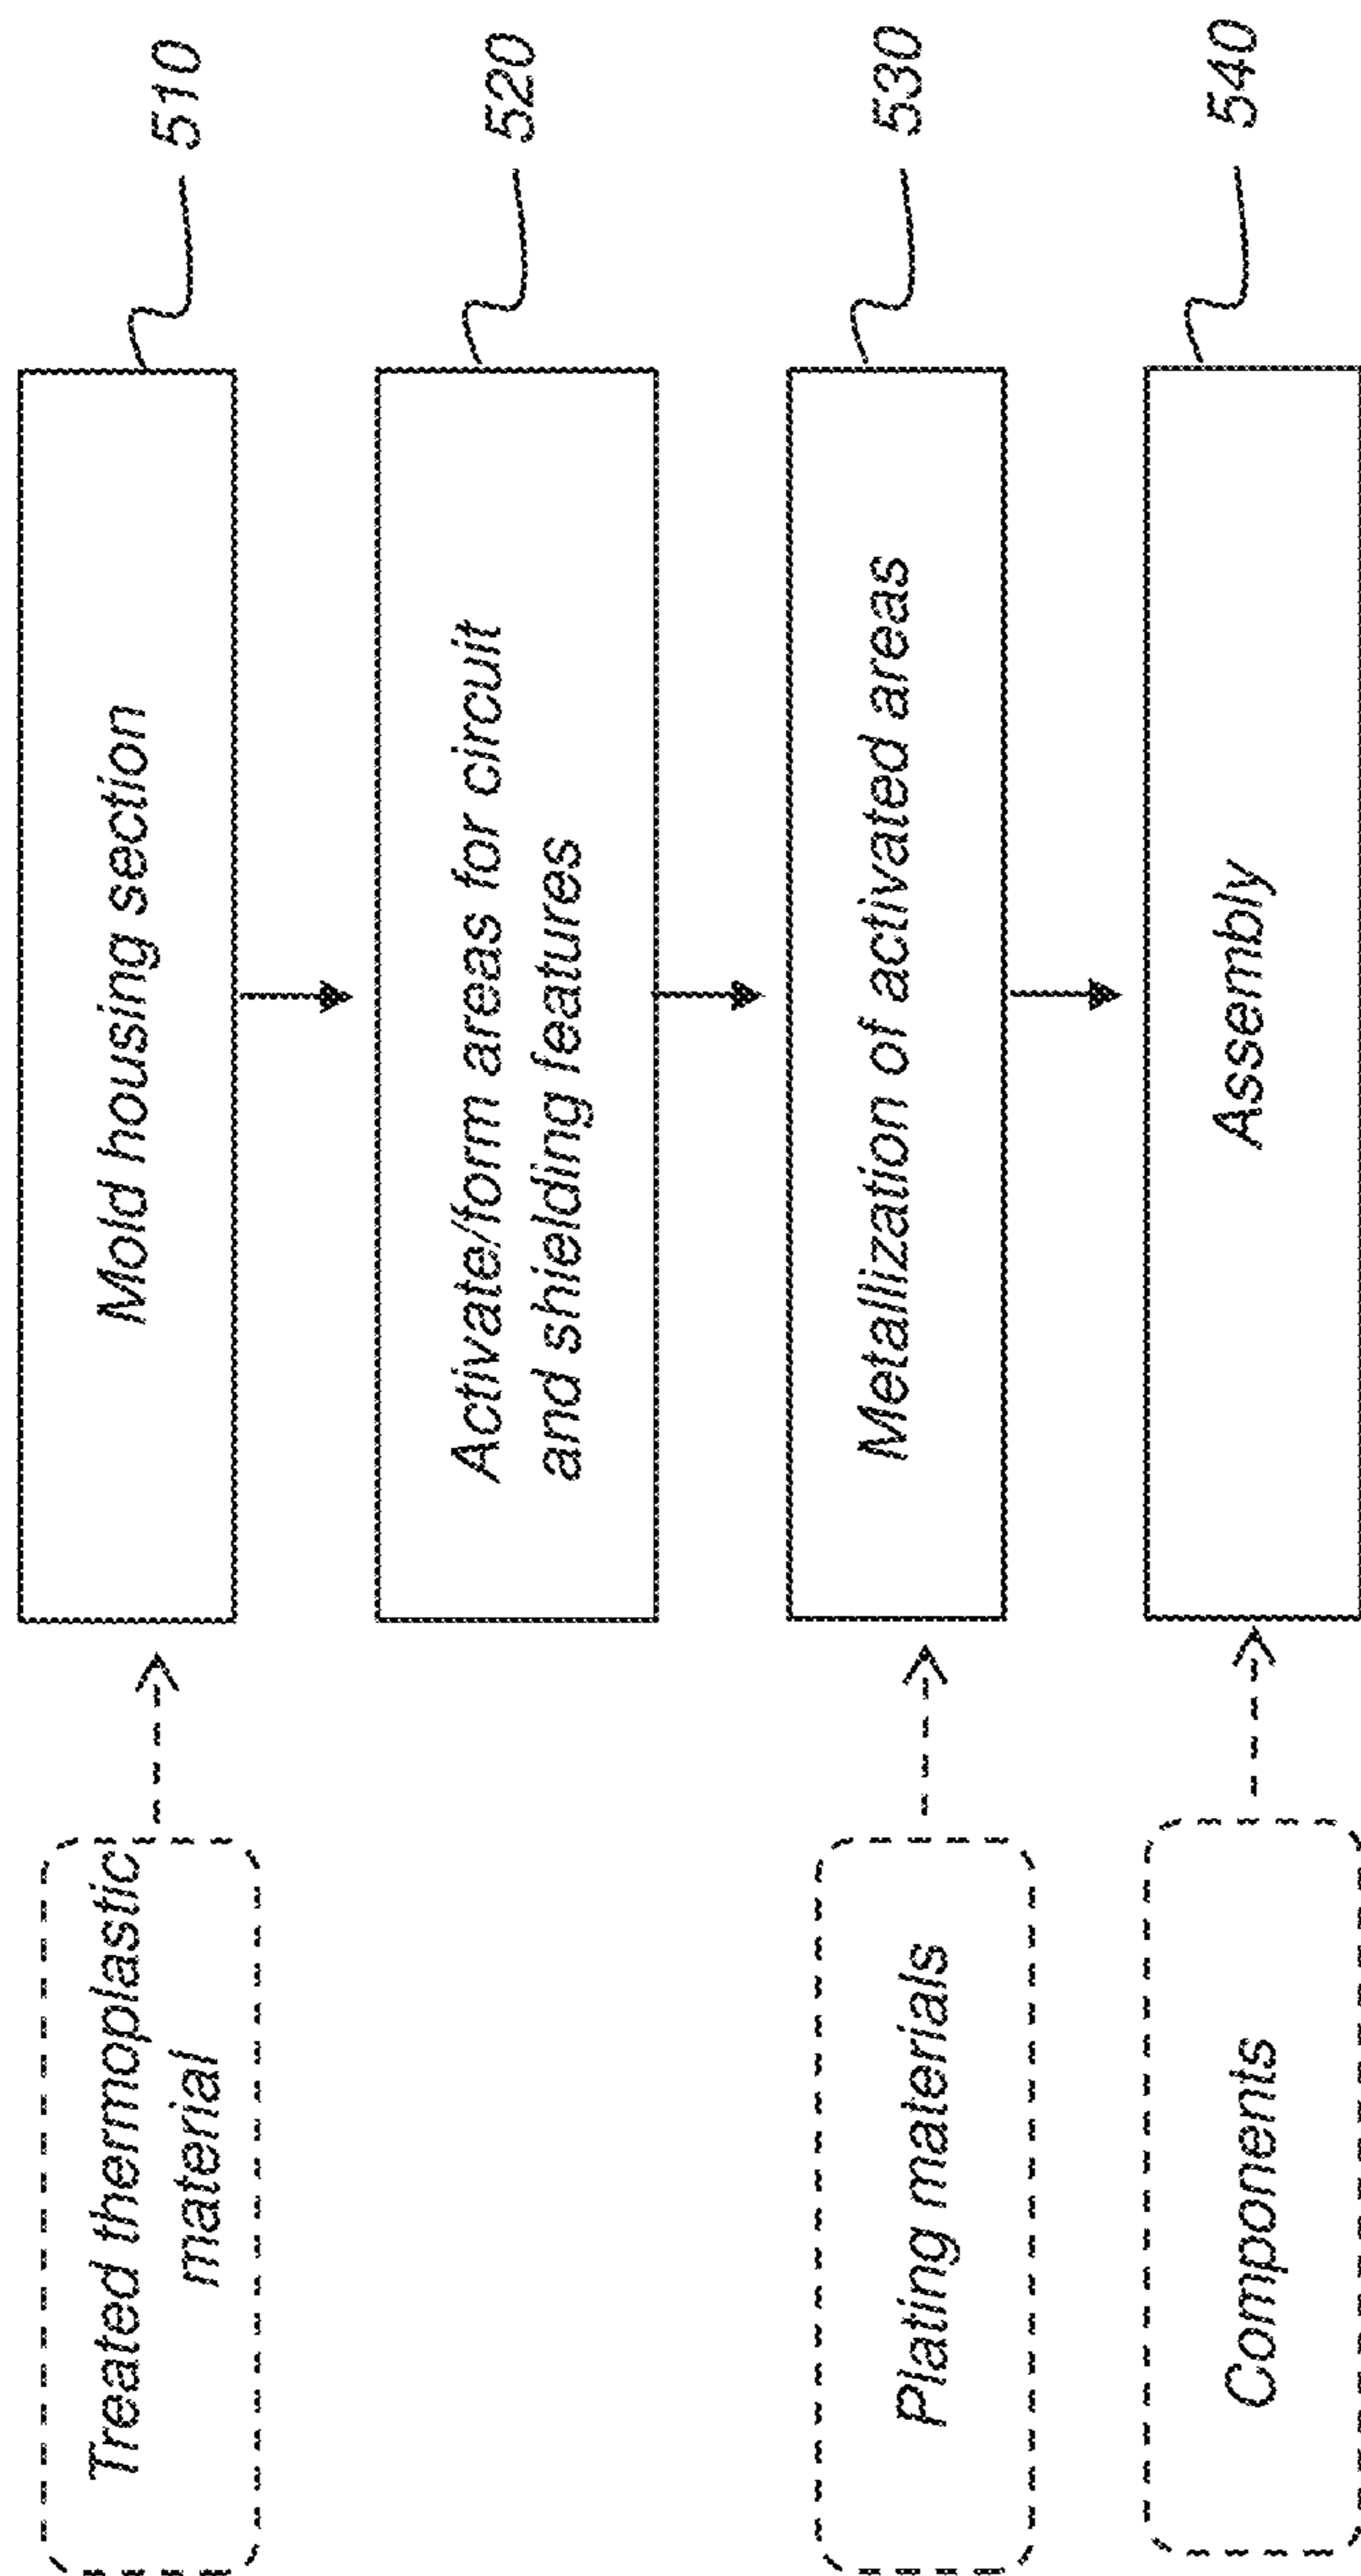 Treated thermoplastic
material
Mold housing section
510
Activate/form areas for circuit
and shielding features
520
Plating materials
Metallization of activated areas
530
Components
Assembly
540